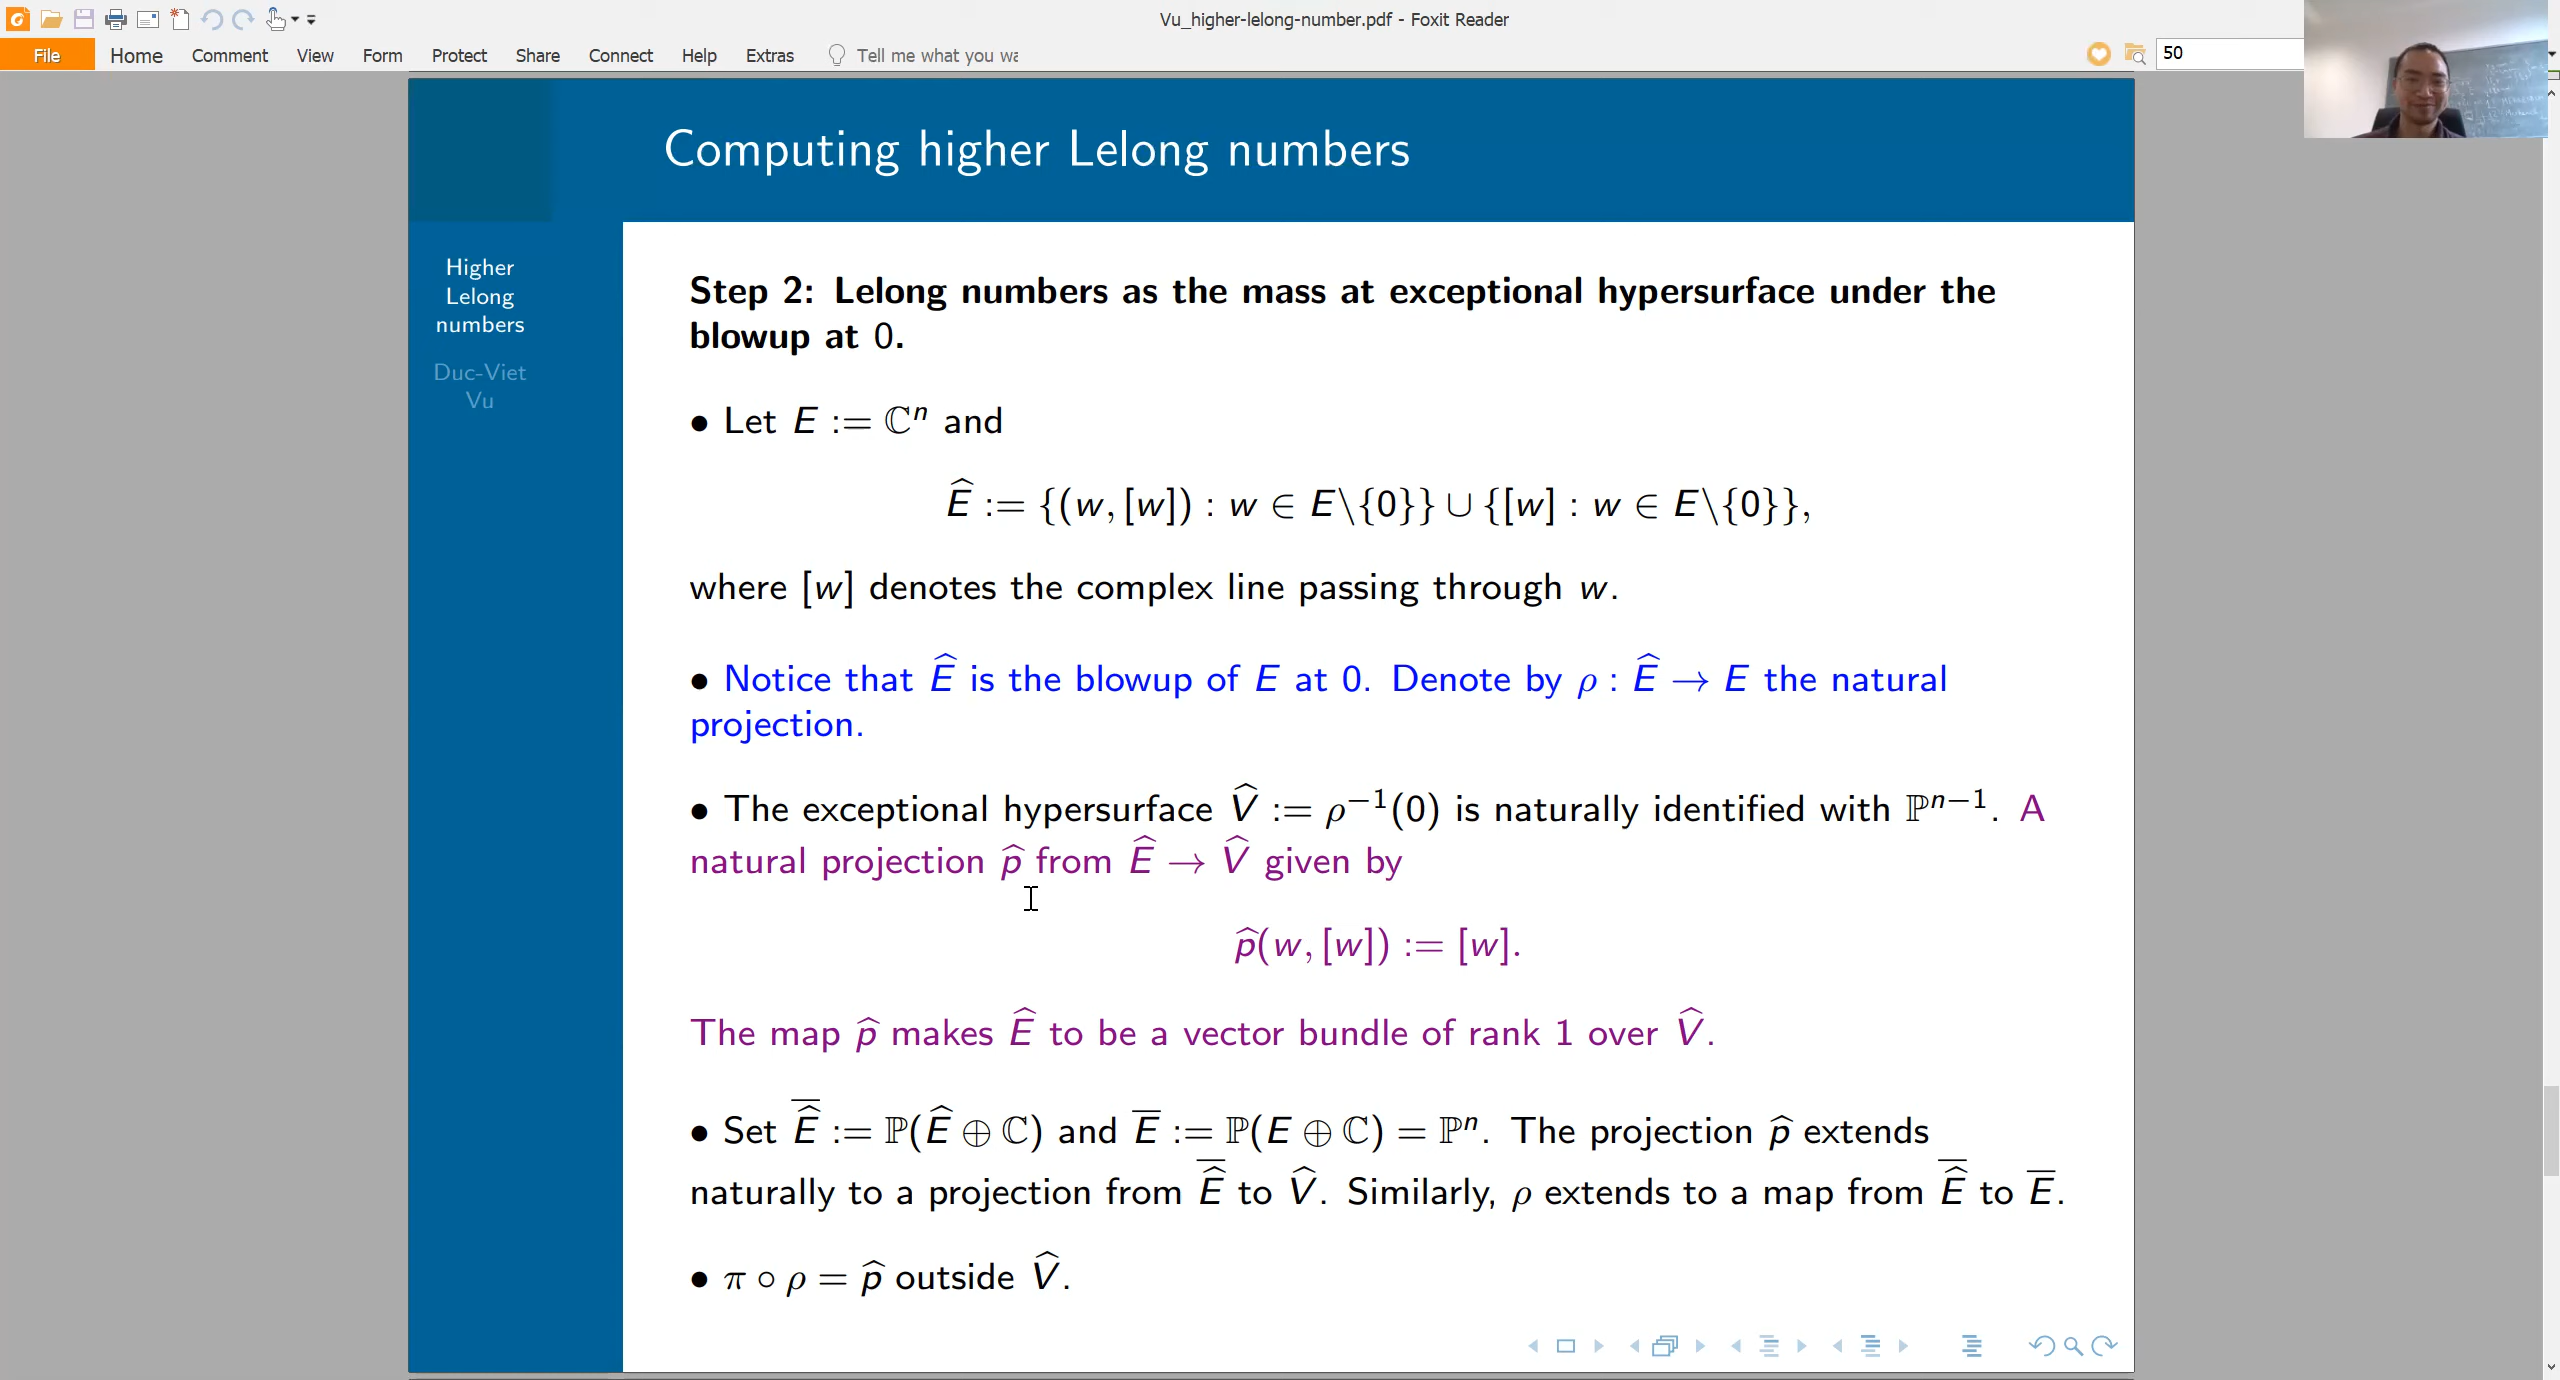 Vu_higher-lelong-number.pdf - Foxit Reader
File Home Comment View Form Protect Share Connect Help Extras Tell me what you wa
50
Computing higher Lelong numbers
Higher
Lelong
numbers
Duc-Viet
Vu
Step 2: Lelong numbers as the mass at exceptional hypersurface under the
blowup at 0.
• Let E := ℂⁿ and
Ê := {(w, [w]) : w ∈ E\{0}} ∪ {[w] : w ∈ E\{0}},
where [w] denotes the complex line passing through w.
• Notice that Ê is the blowup of E at 0. Denote by ρ : Ê → E the natural
projection.
• The exceptional hypersurface V̂ := ρ⁻¹(0) is naturally identified with ℙⁿ⁻¹. A
natural projection p̂ from Ê → V̂ given by
p̂(w, [w]) := [w].
The map p̂ makes Ê to be a vector bundle of rank 1 over V̂.
• Set Ê̅ := ℙ(Ê ⊕ ℂ) and E̅ := ℙ(E ⊕ ℂ) = ℙⁿ. The projection p̂ extends
naturally to a projection from Ê̅ to V̂. Similarly, ρ extends to a map from Ê̅ to E̅.
• π ∘ ρ = p̂ outside V̂.